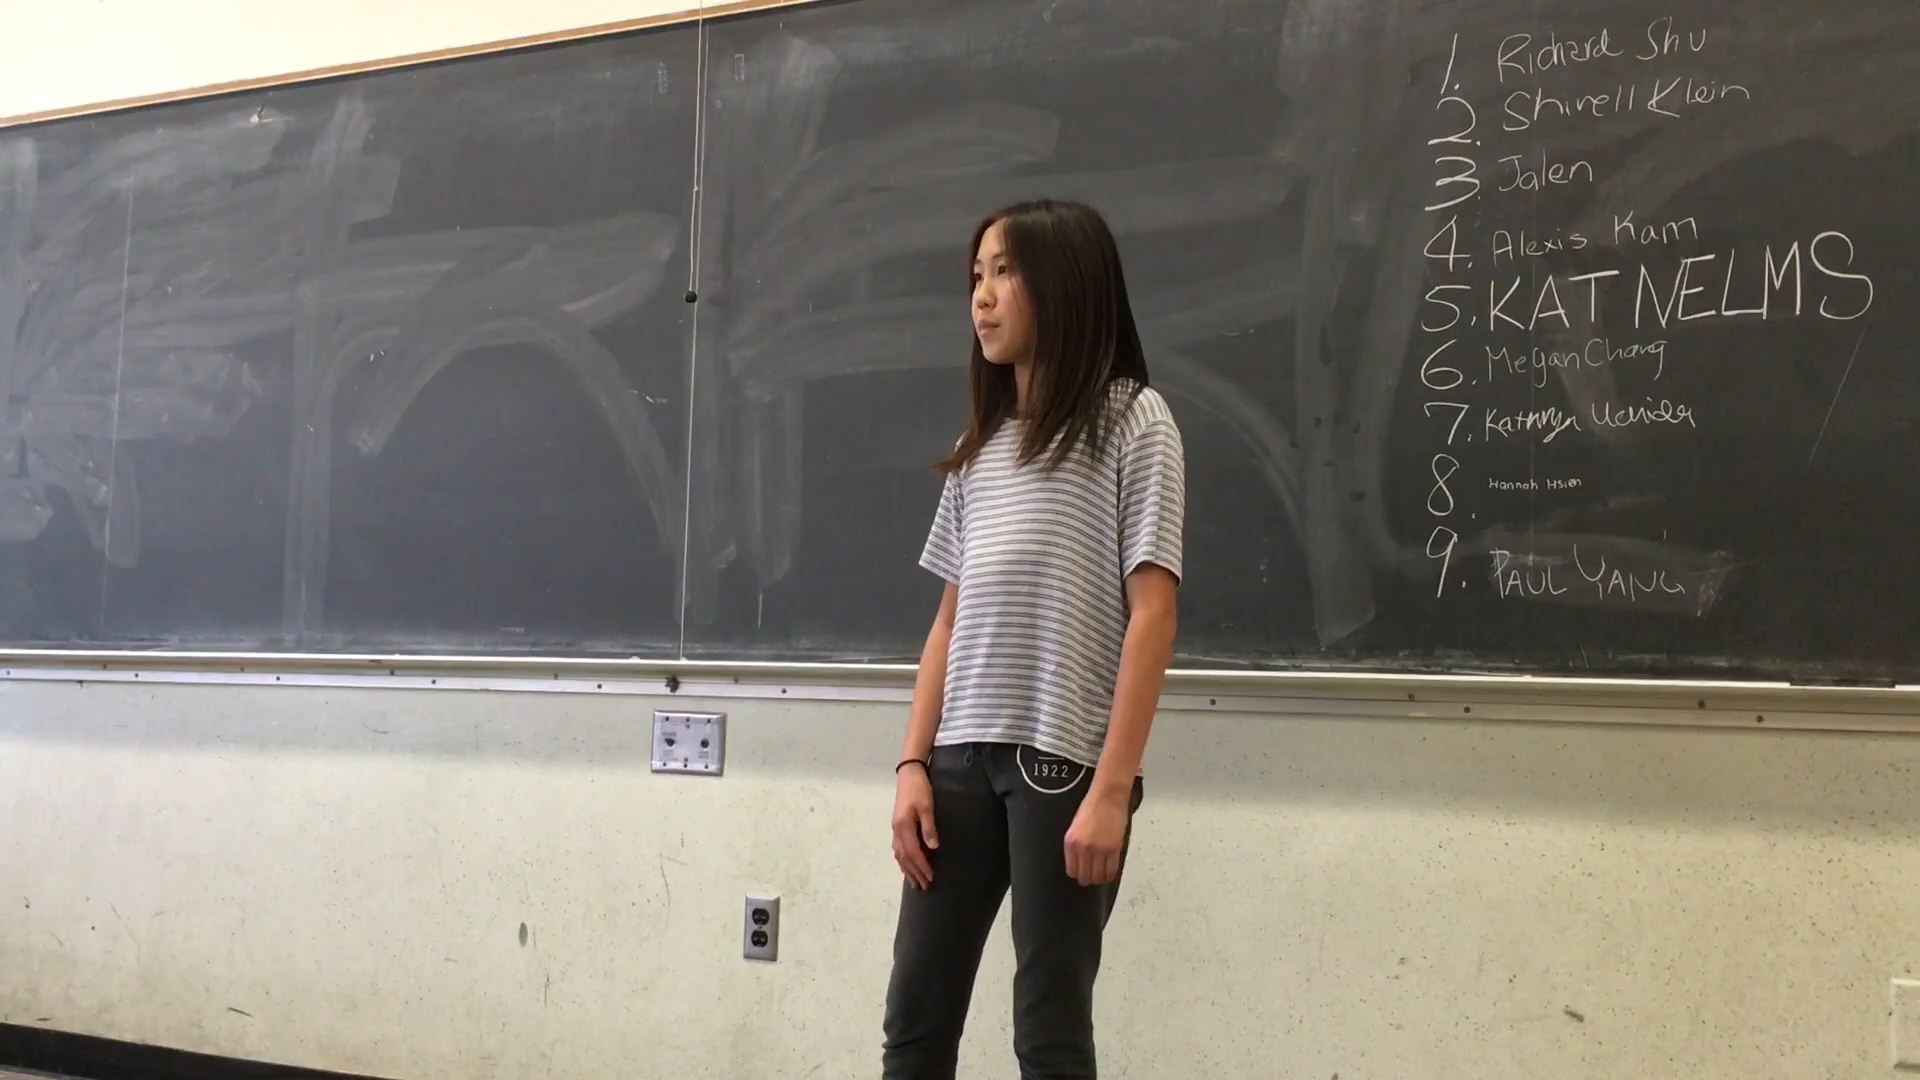 1. Richard Shu
2. Shirell Klein
3. Jalen
4. Alexis Kam
5. KAT NELMS
6. Megan Chang
7. Kathryn
8. Hannah Hsieh
9. PAUL YANG
1922